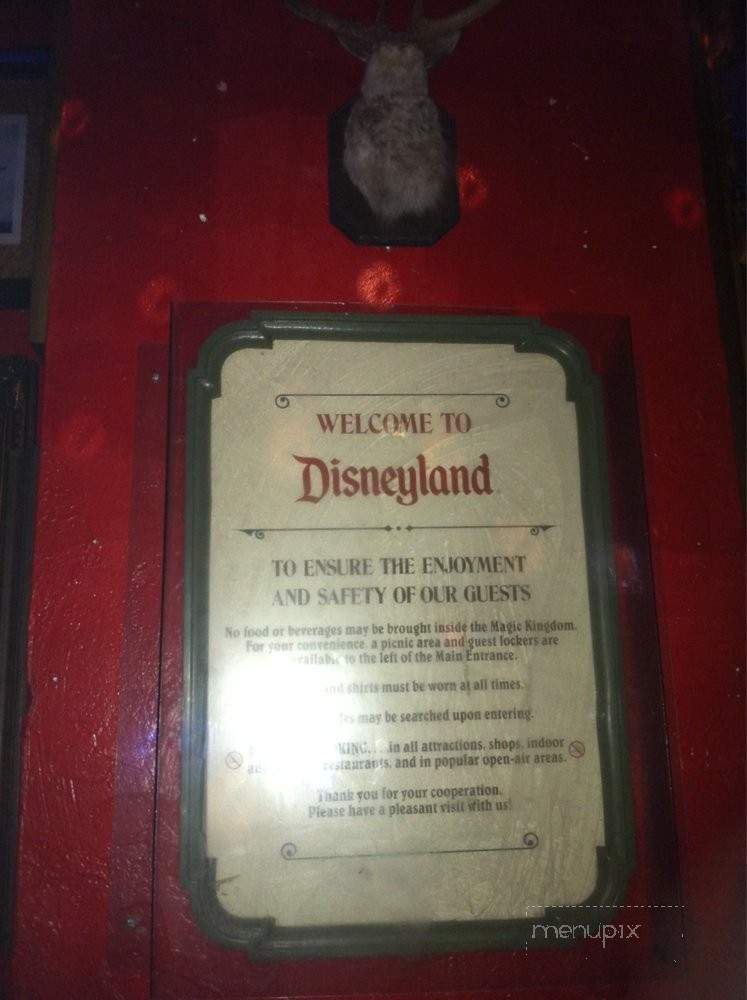 WELCOME TO
Disneyland
TO ENSURE THE ENJOYMENT
AND SAFETY OF OUR GUESTS
No food or beverages may be brought inside the Magic Kingdom.
For your convenience, a picnic area and guest lockers are
available to the left of the Main Entrance.
and shirts must be worn at all times.
may be searched upon entering.
in all attractions, shops, indoor
restaurants, and in popular open-air areas.
Thank you for your cooperation.
Please have a pleasant visit with us!
menupix